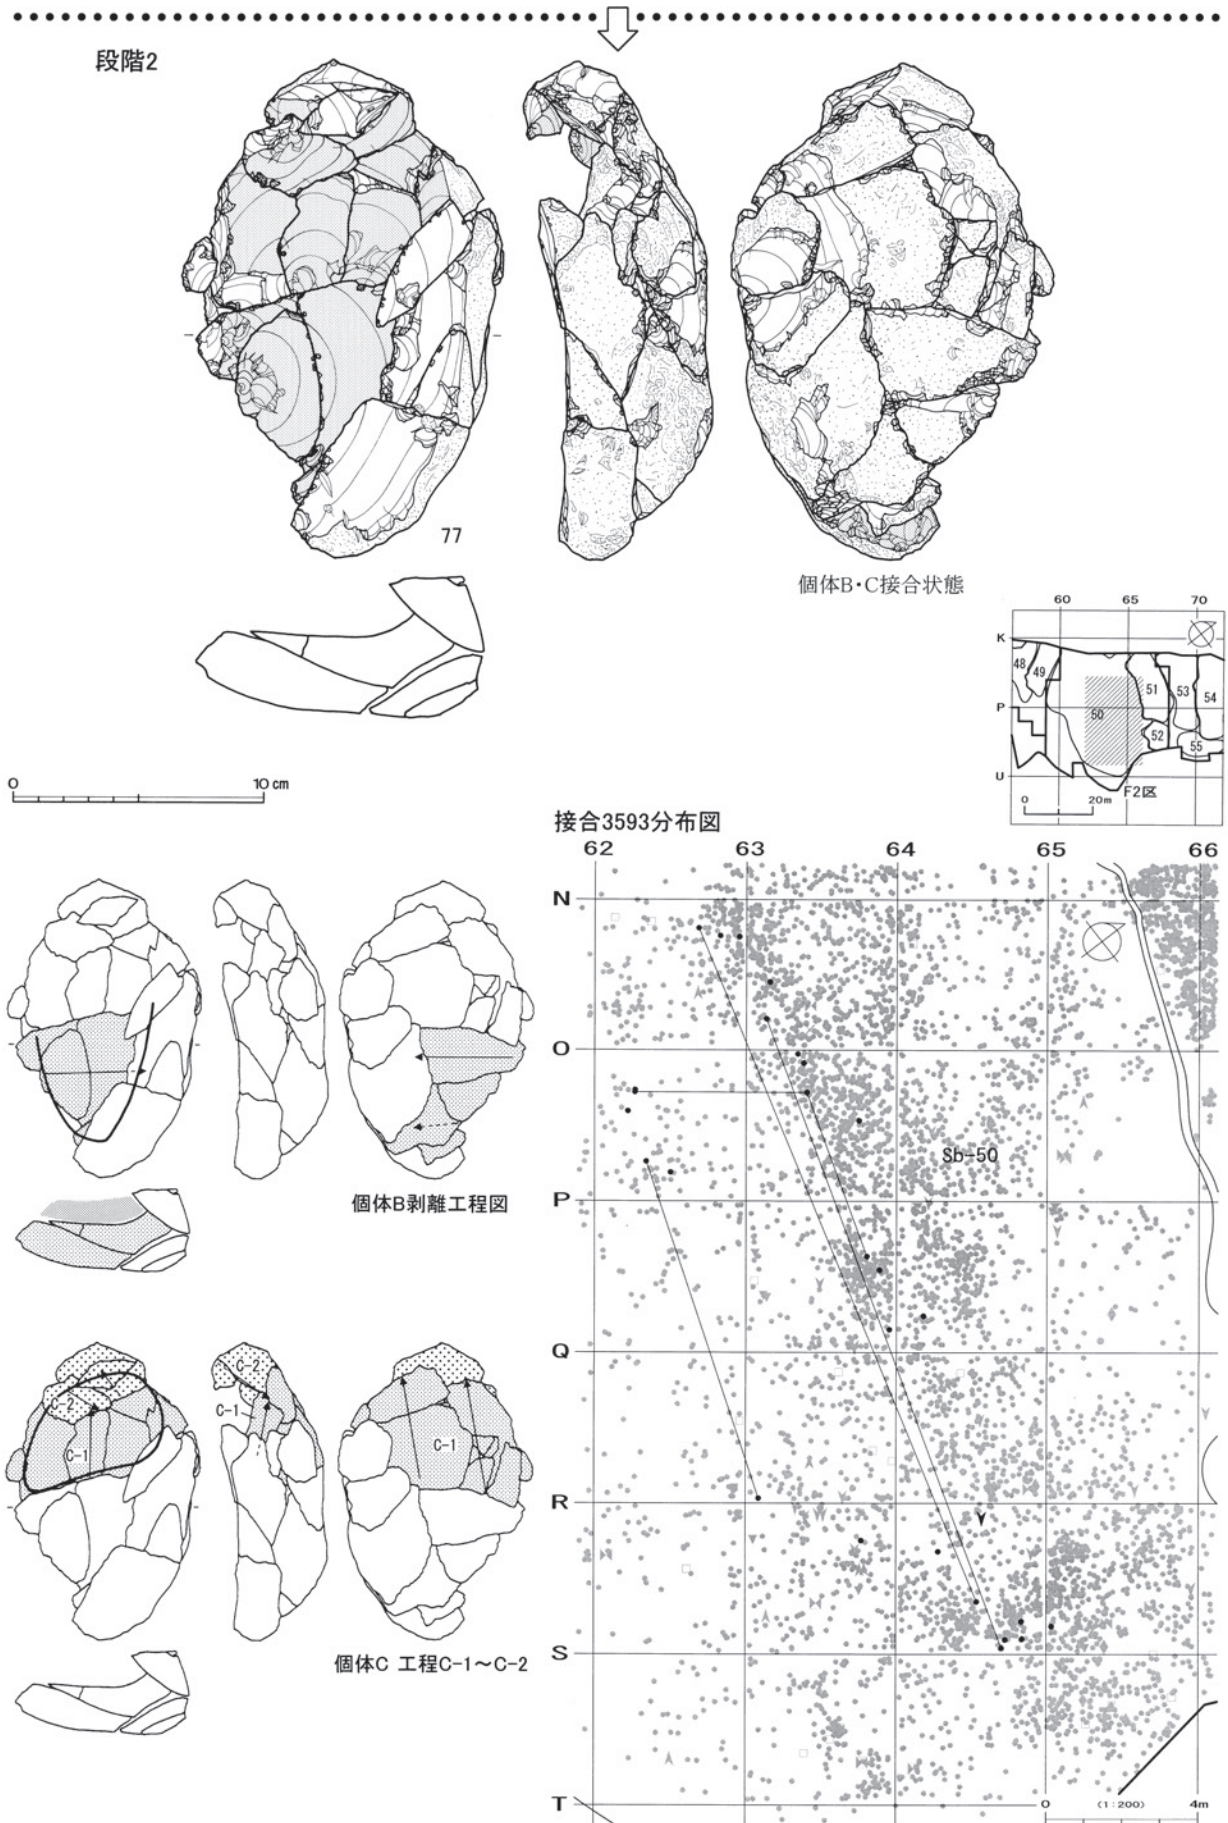 段階2
77
個体B・C接合状態
60 65 70
K
48 49 51 53 54
P
50
52
55
U
F2区
0 20m
0 10cm
接合3593分布図
62 63 64 65 66
N
O
Sb-50
P
個体B剥離工程図
Q
C-2
C-2
C-2
C-1
C-1
C-1
R
S
個体C 工程C-1～C-2
T
0 (1:200) 4m